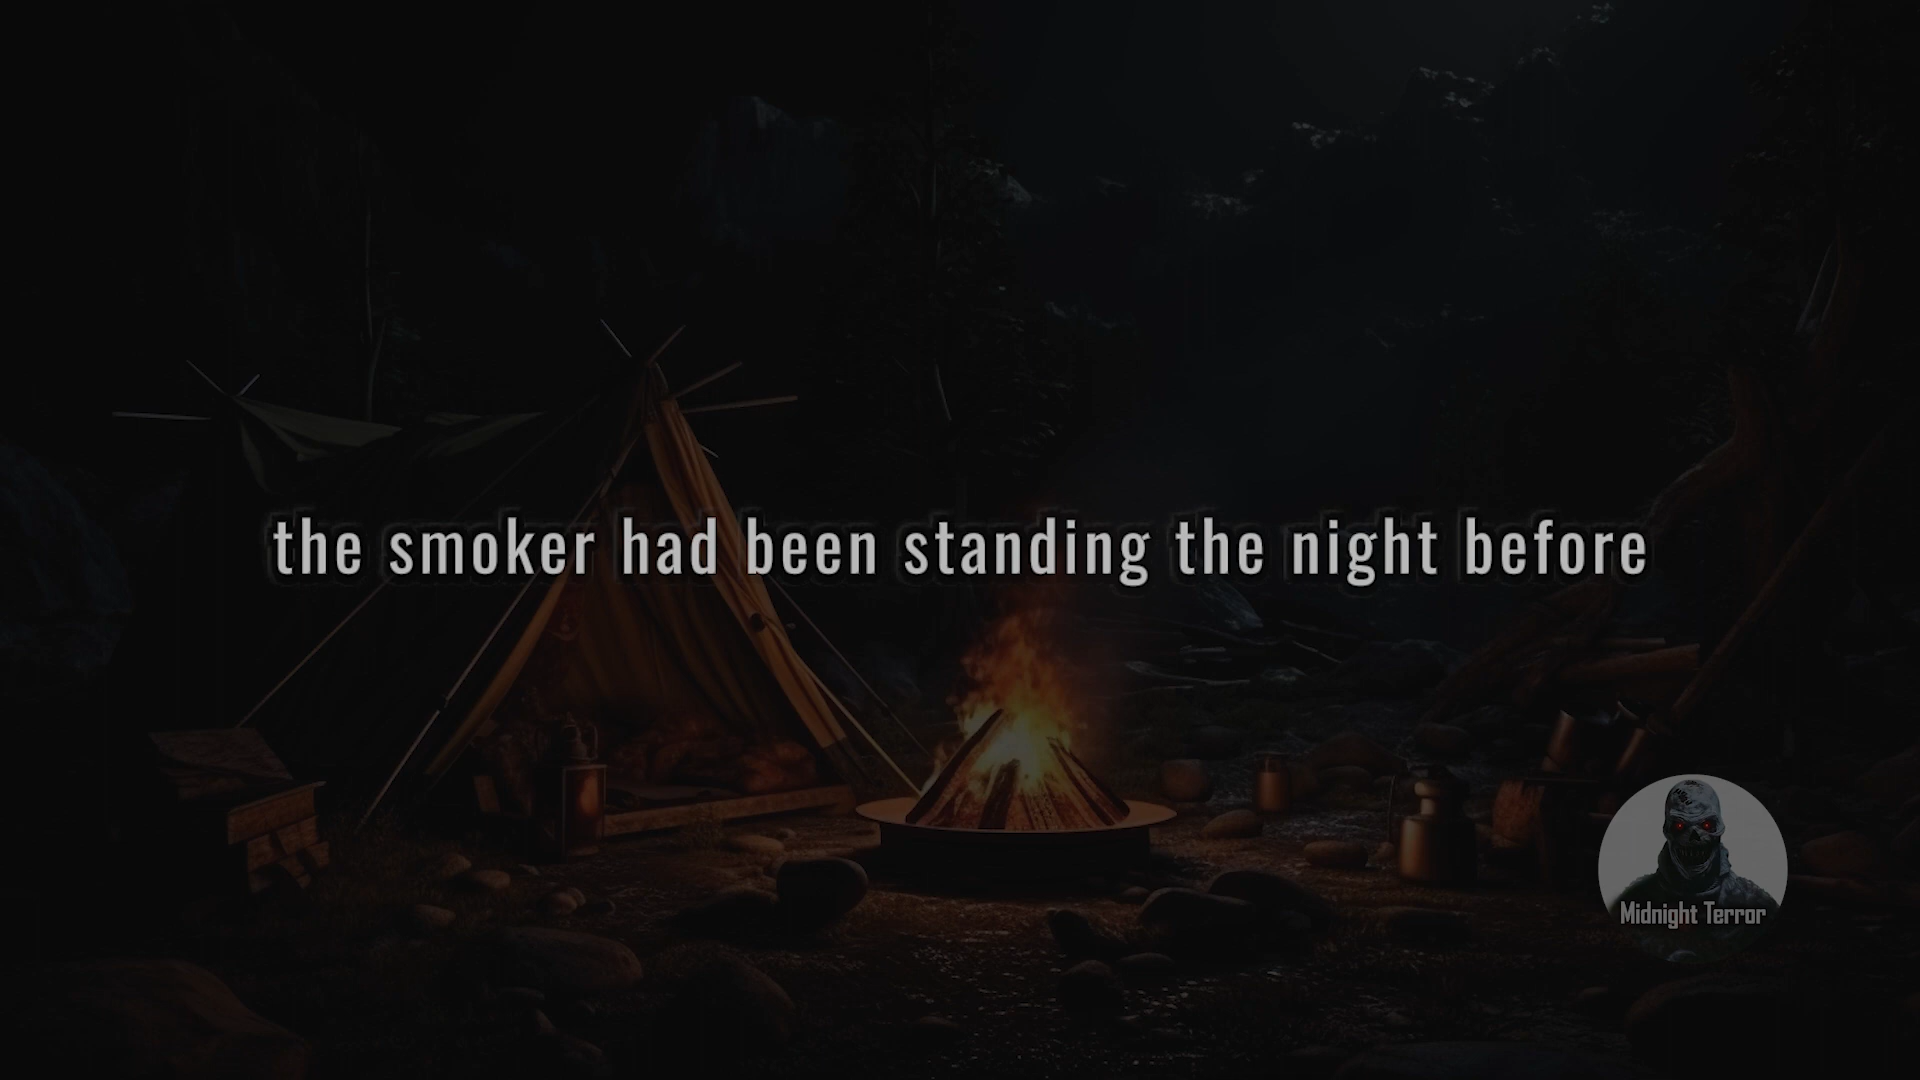 the smoker had been standing the night before
Midnight Terror